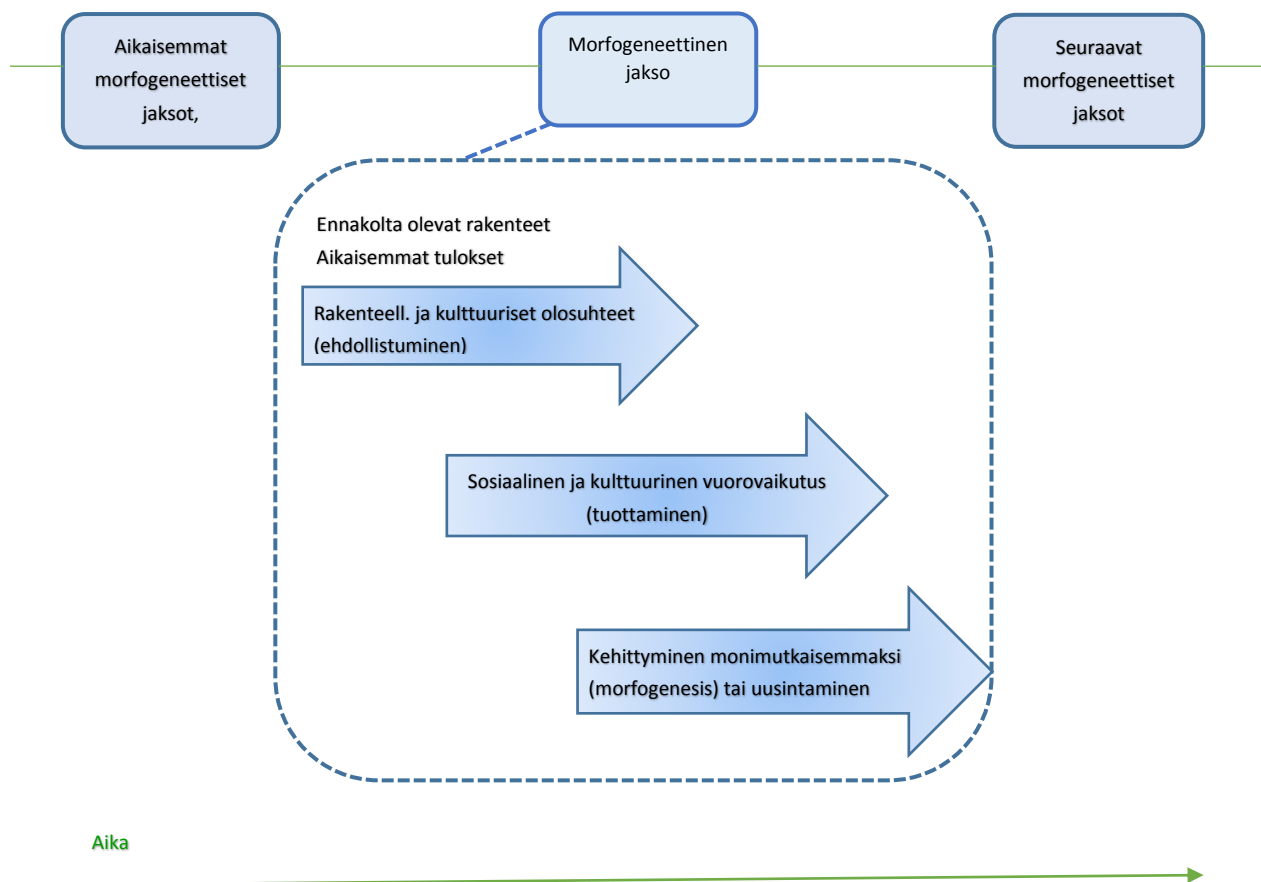 Aikaisemmat
morfogeneettiset
jaksot,
Morfogeneettinen
jakso
Seuraavat
morfogeneettiset
jaksot
Ennakolta olevat rakenteet
Aikaisemmat tulokset
Rakenteell. ja kulttuuriset olosuhteet
(ehdollistuminen)
Sosiaalinen ja kulttuurinen vuorovaikutus
(tuottaminen)
Kehittyminen monimutkaisemmaksi
(morfogenesis) tai uusintaminen
Aika